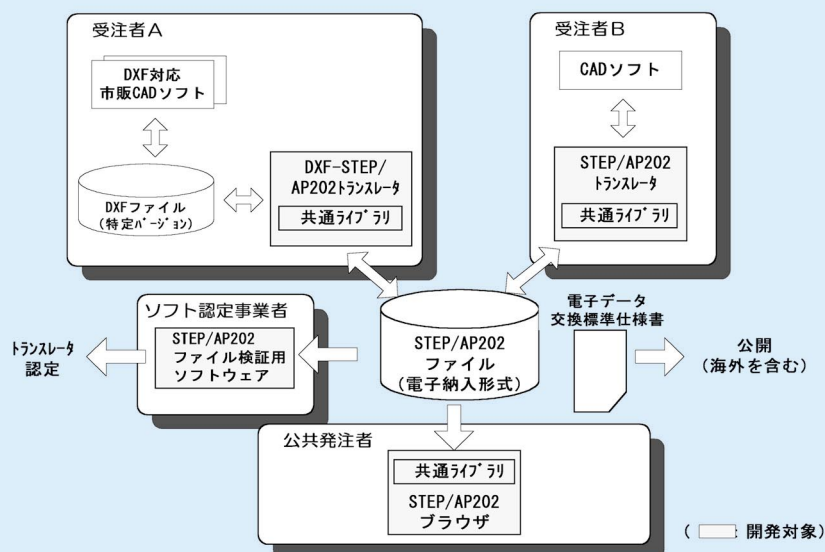 受注者A
DXF対応
市販CADソフト
DXFファイル
(特定バージョン)
DXF-STEP/
AP202トランスレータ
共通ライブラリ
受注者B
CADソフト
STEP/AP202
トランスレータ
共通ライブラリ
ソフト認定事業者
STEP/AP202
ファイル検証用
ソフトウェア
トランスレータ
認定
STEP/AP202
ファイル
(電子納入形式)
電子データ
交換標準仕様書
公開
(海外を含む)
公共発注者
共通ライブラリ
STEP/AP202
ブラウザ
( : 開発対象)